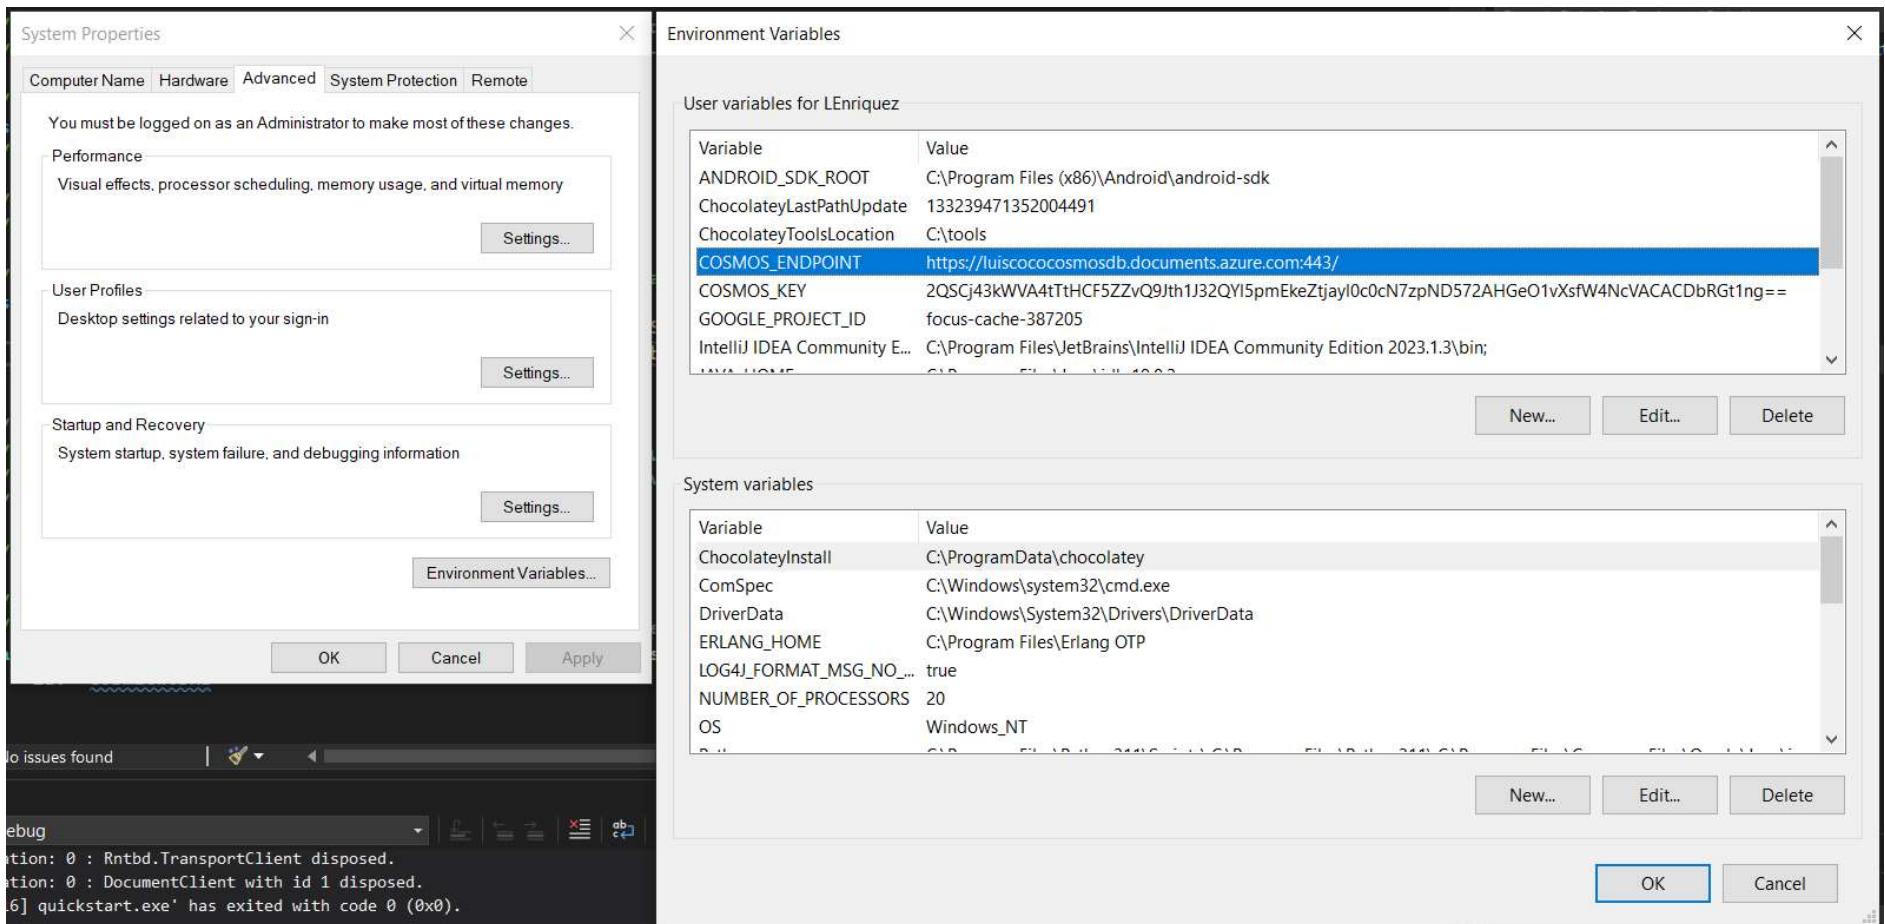 System Properties
Computer Name Hardware Advanced System Protection Remote
You must be logged on as an Administrator to make most of these changes.
Performance
Visual effects, processor scheduling, memory usage, and virtual memory
Settings...
User Profiles
Desktop settings related to your sign-in
Settings...
Startup and Recovery
System startup, system failure, and debugging information
Settings...
Environment Variables...
OK Cancel Apply
Environment Variables
User variables for LEnriquez
Variable Value
ANDROID_SDK_ROOT C:\Program Files (x86)\Android\android-sdk
ChocolateyLastPathUpdate 133239471352004491
ChocolateyToolsLocation C:\tools
COSMOS_ENDPOINT https://luiscococosmosdb.documents.azure.com:443/
COSMOS_KEY
GOOGLE_PROJECT_ID focus-cache-387205
IntelliJ IDEA Community E... C:\Program Files\JetBrains\IntelliJ IDEA Community Edition 2023.1.3\bin;
New... Edit... Delete
System variables
Variable Value
ChocolateyInstall C:\ProgramData\chocolatey
ComSpec C:\Windows\system32\cmd.exe
DriverData C:\Windows\System32\Drivers\DriverData
ERLANG_HOME C:\Program Files\Erlang OTP
LOG4J_FORMAT_MSG_NO_... true
NUMBER_OF_PROCESSORS 20
OS Windows_NT
New... Edit... Delete
OK Cancel
No issues found
ebug
ation: 0 : Rntbd.TransportClient disposed.
ation: 0 : DocumentClient with id 1 disposed.
16] quickstart.exe' has exited with code 0 (0x0).